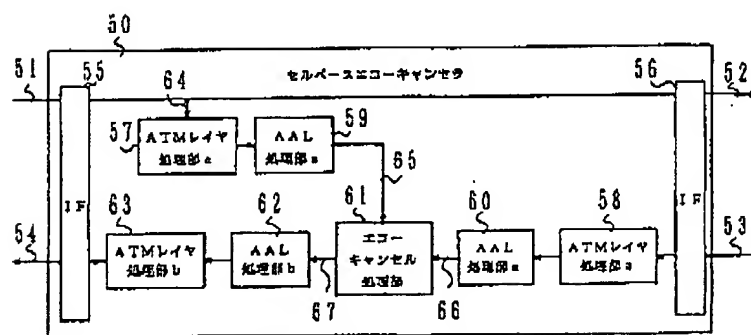 50
51
55
セルベースエコーキャンセラ
56
52
64
57
ATMレイヤ
処理部a
AAL
処理部a
59
65
54
IF
63
ATMレイヤ
処理部b
62
AAL
処理部b
61
エコー
キャンセル
処理部
67
66
60
AAL
処理部a
58
ATMレイヤ
処理部a
IF
53